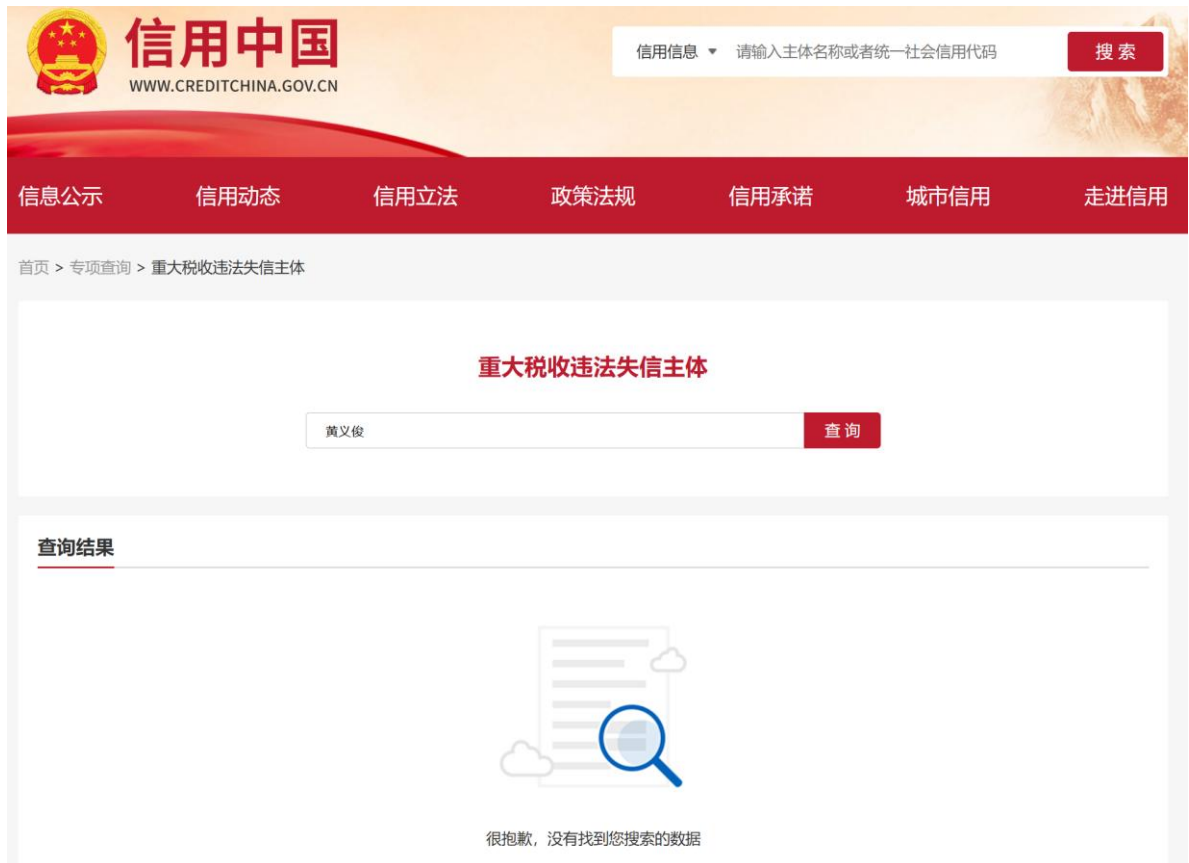 信用中国
WWW.CREDITCHINA.GOV.CN
信用信息 请输入主体名称或者统一社会信用代码 搜索
信息公示 信用动态 信用立法 政策法规 信用承诺 城市信用 走进信用
首页 > 专项查询 > 重大税收违法失信主体
重大税收违法失信主体
黄义俊 查询
查询结果
很抱歉，没有找到您搜索的数据